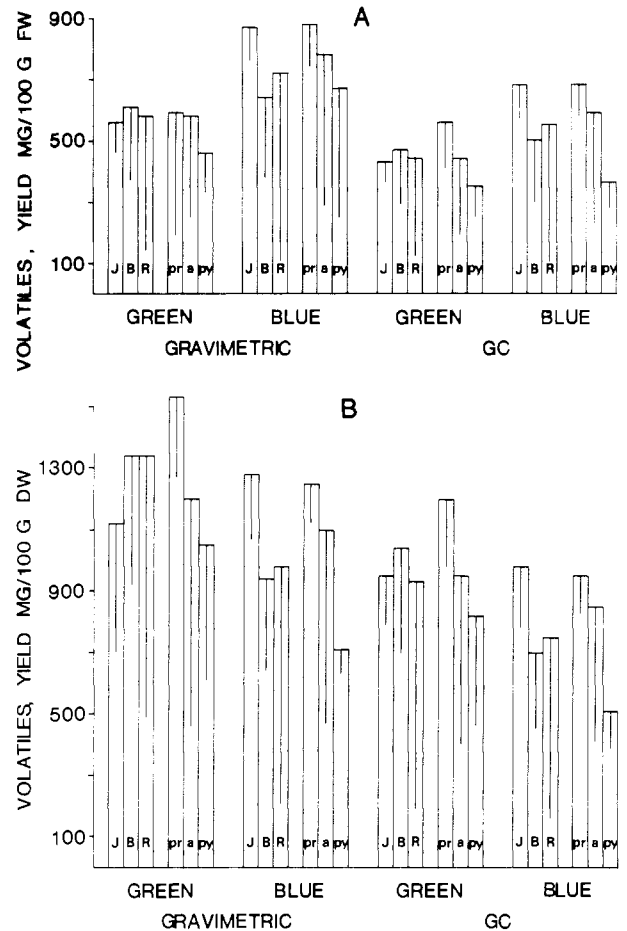 A
VOLATILES, YIELD MG/100 G FW
900
500
100
J B R pr a py J B R pr a py J B R pr a py J B R pr a py
GREEN BLUE GREEN BLUE
GRAVIMETRIC GC
B
VOLATILES, YIELD MG/100 G DW
1300
900
500
100
J B R pr a py J B R pr a py J B R pr a py J B R pr a py
GREEN BLUE GREEN BLUE
GRAVIMETRIC GC